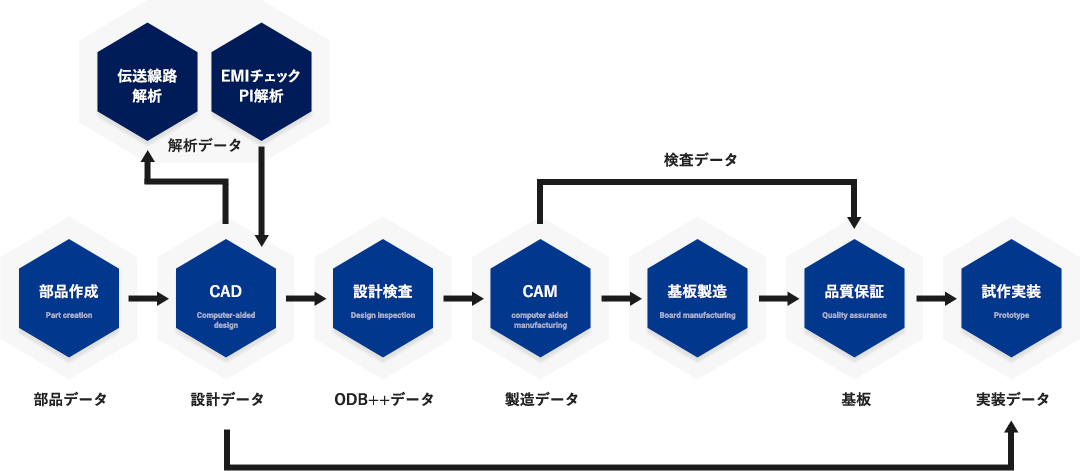 伝送線路
解析
EMIチェック
PI解析
解析データ
検査データ
部品作成
Part creation
CAD
Computer-aided
design
設計検査
Design inspection
CAM
computer aided
manufacturing
基板製造
Board manufacturing
品質保証
Quality assurance
試作実装
Prototype
部品データ
設計データ
ODB++データ
製造データ
基板
実装データ